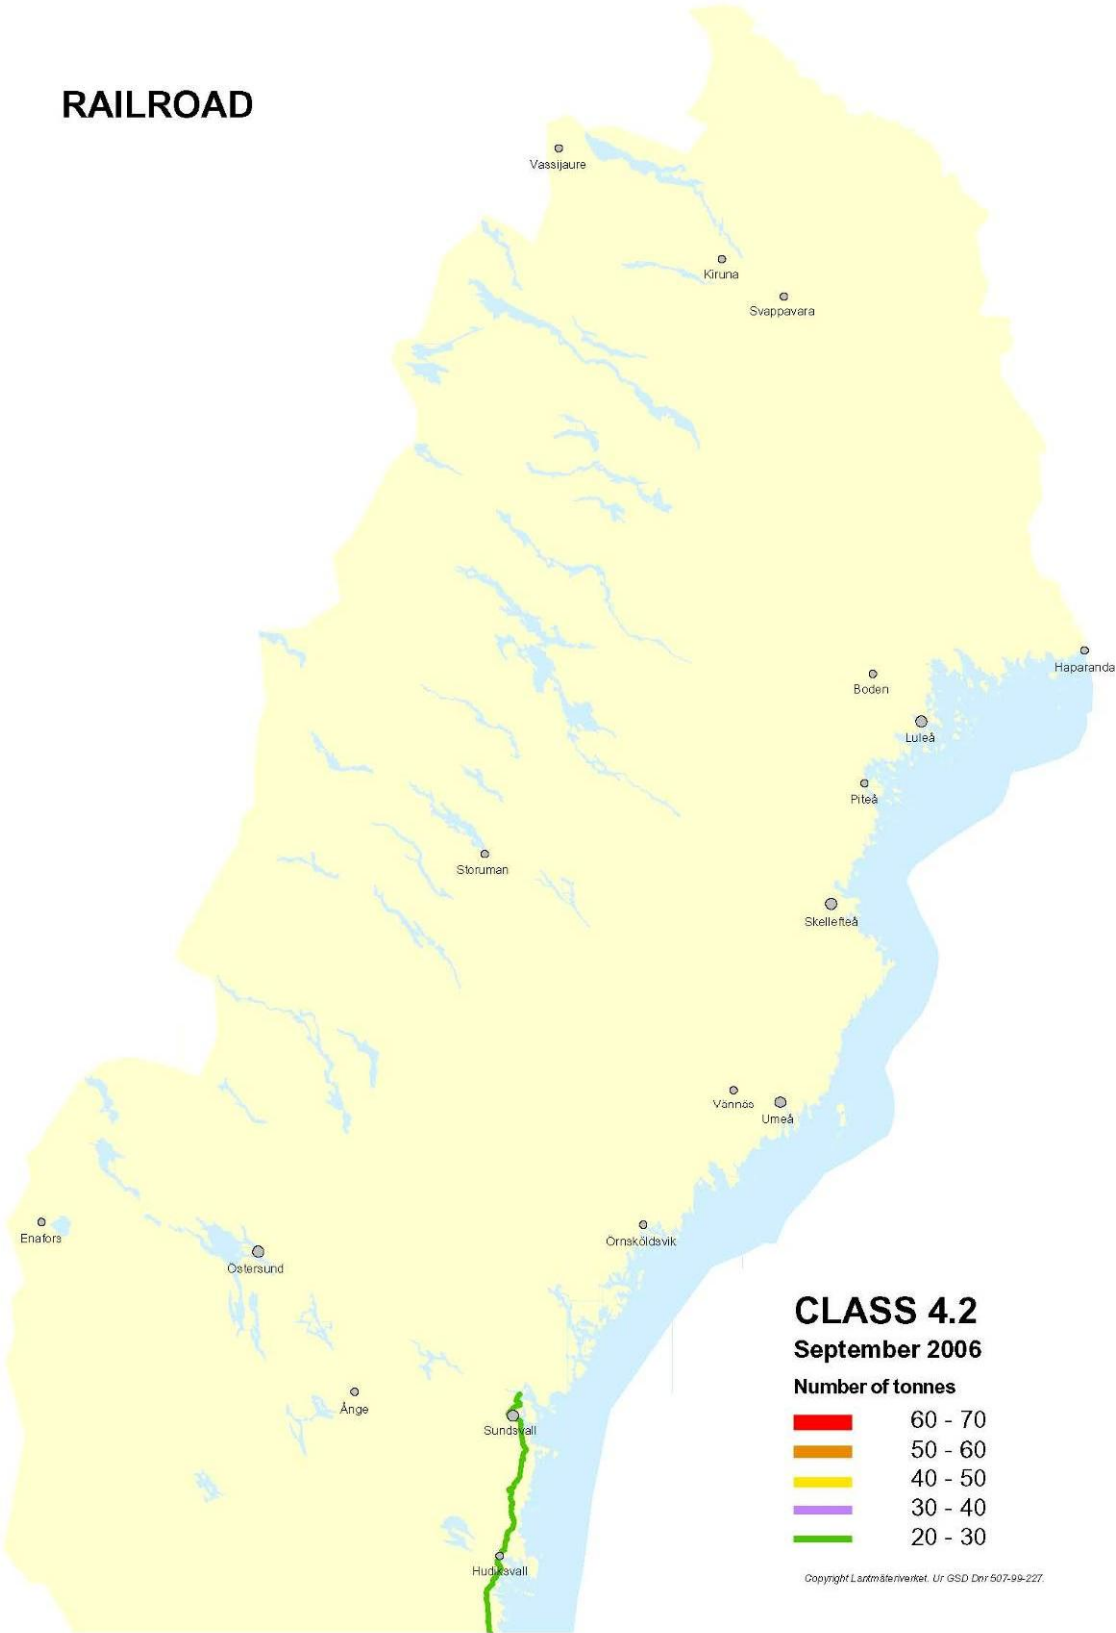 RAILROAD
Vassijaure
Kiruna
Svappavara
Haparanda
Boden
Luleå
Piteå
Storuman
Skellefteå
Vännäs
Umeå
Enafors
Östersund
Örnsköldsvik
Ånge
Sundsvall
Hudiksvall
CLASS 4.2
September 2006
Number of tonnes
60 - 70
50 - 60
40 - 50
30 - 40
20 - 30
Copyright Lantmäteriverket. Ur GSD Dnr 507-99-227.